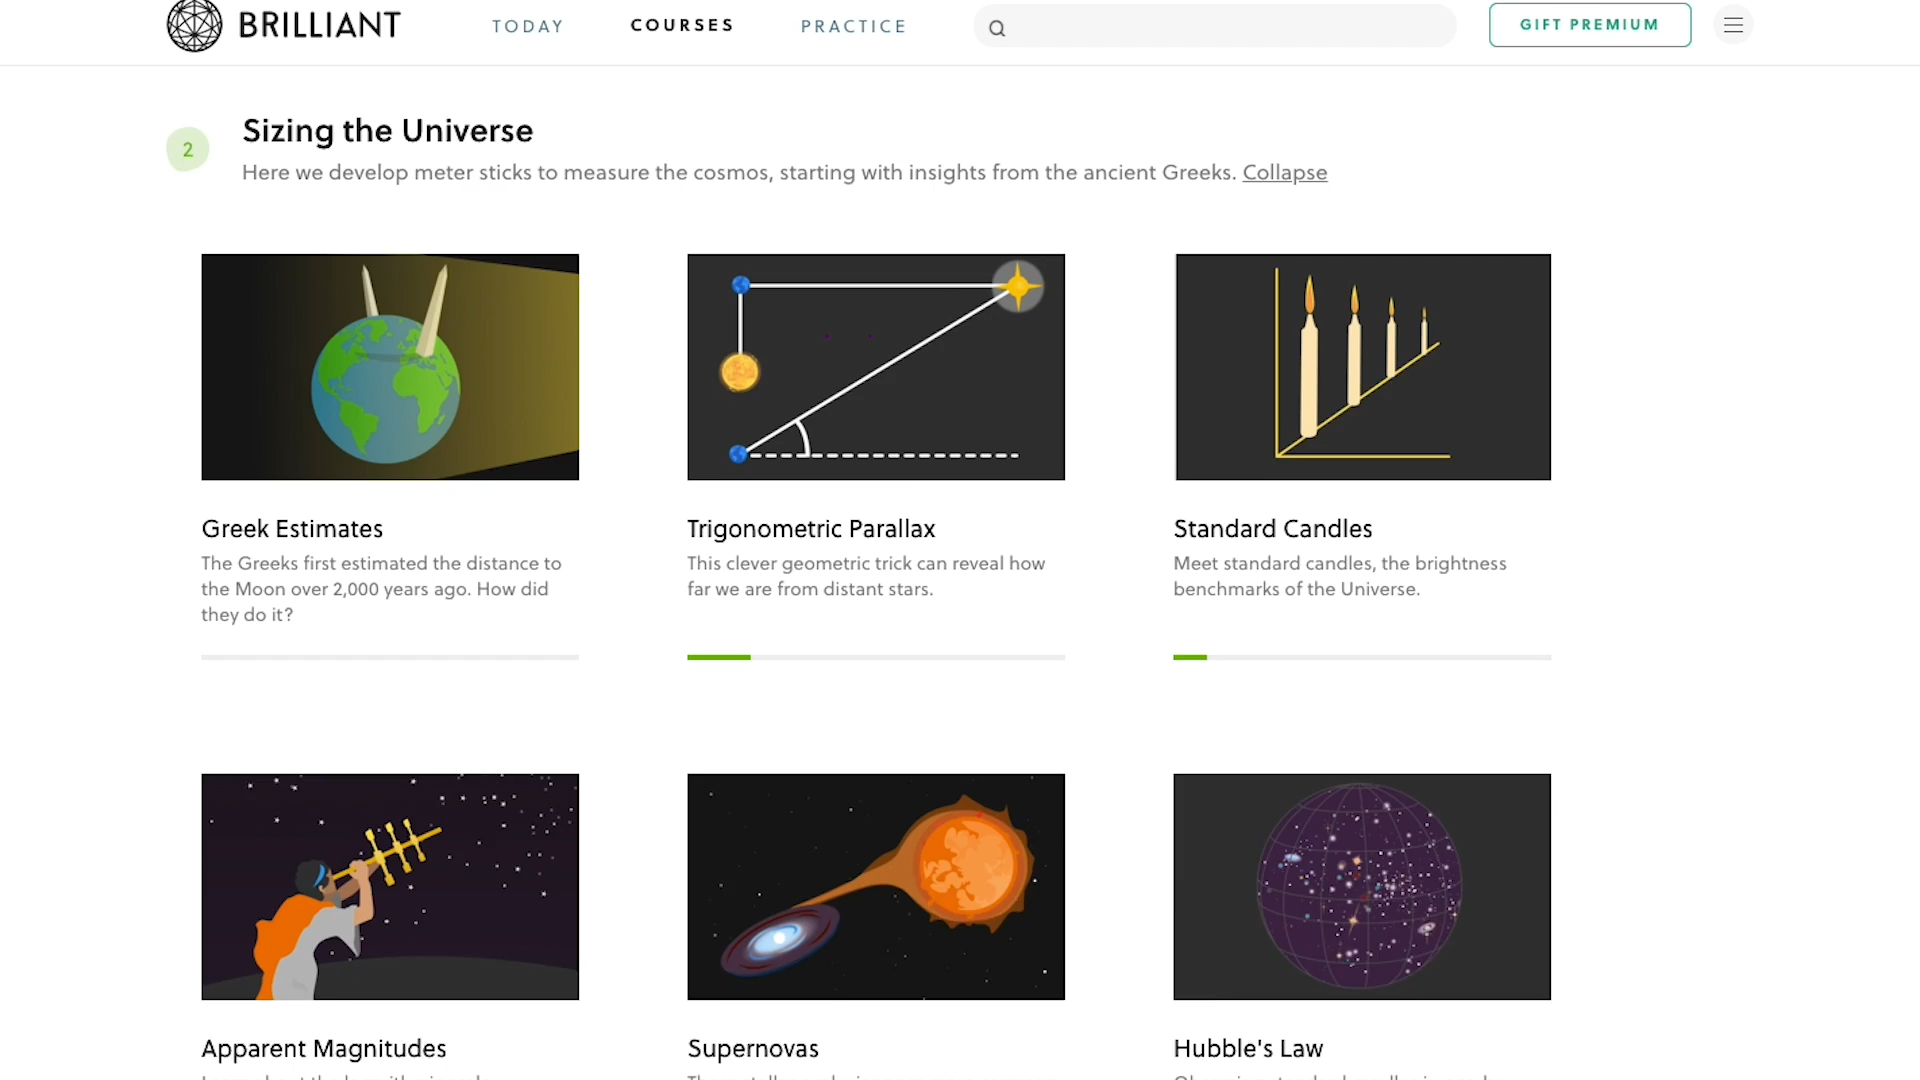 BRILLIANT
TODAY
COURSES
PRACTICE
GIFT PREMIUM
2
Sizing the Universe
Here we develop meter sticks to measure the cosmos, starting with insights from the ancient Greeks. Collapse
Greek Estimates
The Greeks first estimated the distance to
the Moon over 2,000 years ago. How did
they do it?
Trigonometric Parallax
This clever geometric trick can reveal how
far we are from distant stars.
Standard Candles
Meet standard candles, the brightness
benchmarks of the Universe.
Apparent Magnitudes
Supernovas
Hubble's Law